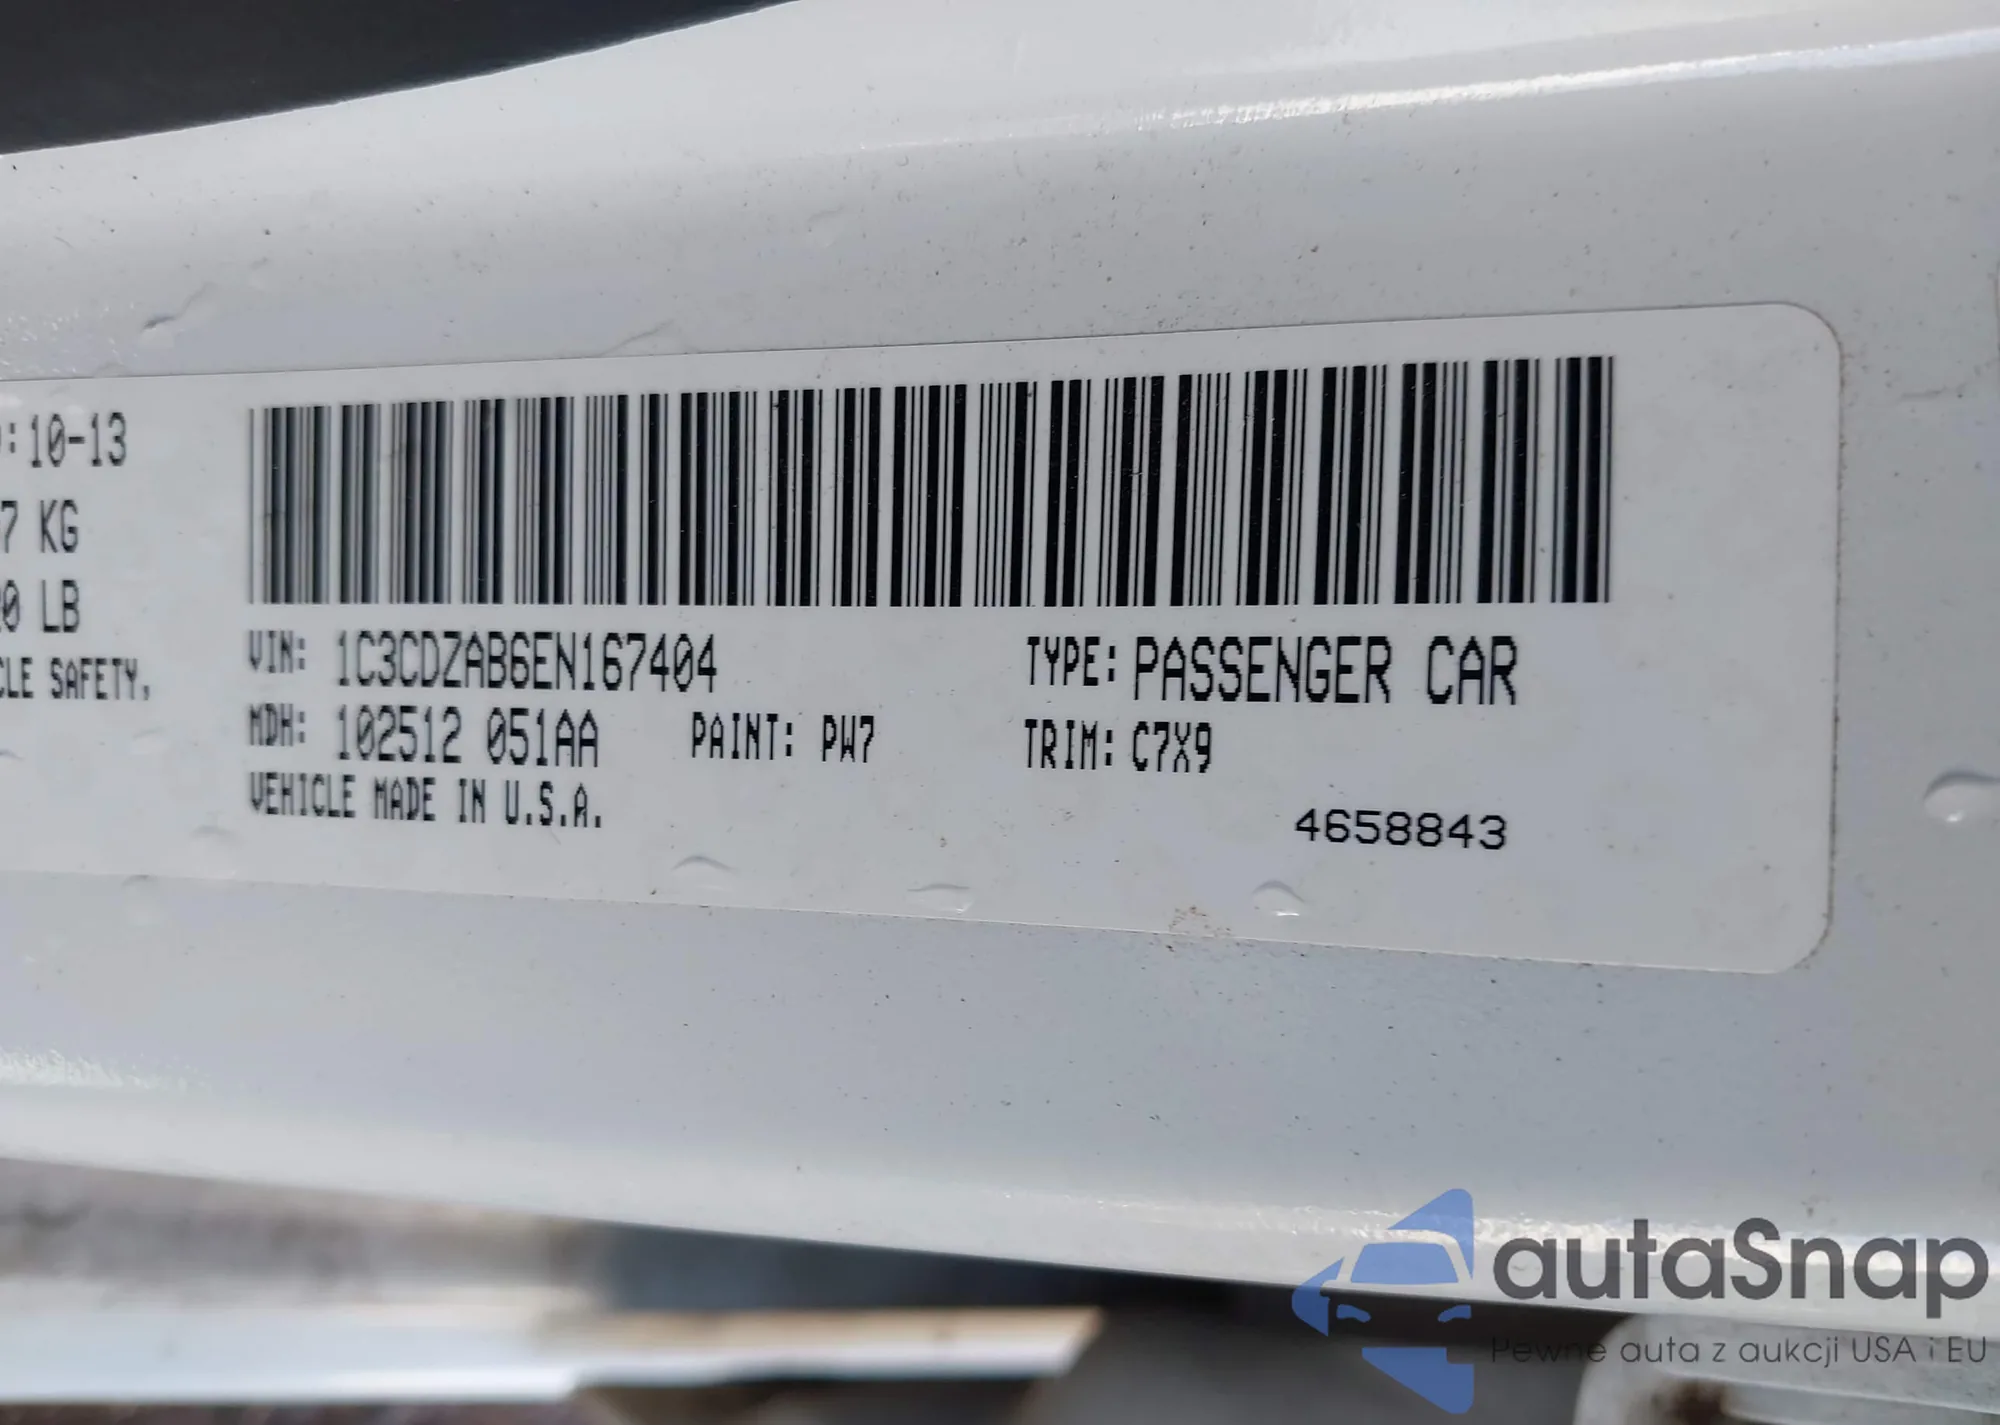 :10-13
7 KG
0 LB
CLE SAFETY,
VIN: 1C3CDZAB6EN167404
TYPE: PASSENGER CAR
MDH: 102512 051AA
PAINT: PW7
TRIM: C7X9
VEHICLE MADE IN U.S.A.
4658843
autaSnap
Pewne auta z aukcji USA i EU